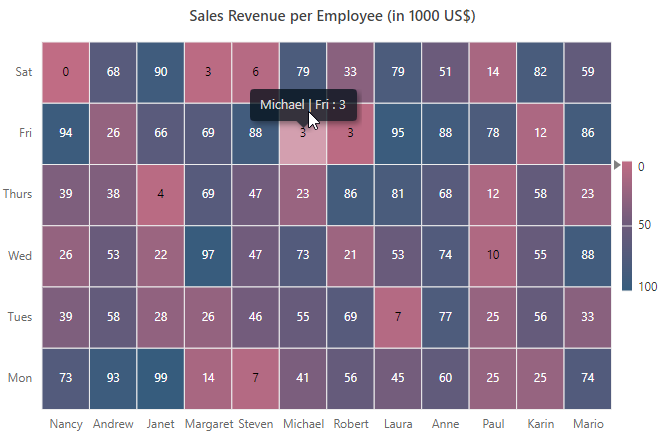 Sales Revenue per Employee (in 1000 US$)
Sat 0 68 90 3 6 79 33 79 51 14 82 59
Michael | Fri : 3
Fri 94 26 66 69 88 3 3 95 88 78 12 86
0
Thurs 39 38 4 69 47 23 86 81 68 12 58 23
50
Wed 26 53 22 97 47 73 21 53 74 10 55 88
100
Tues 39 58 28 26 46 55 69 7 77 25 56 33
Mon 73 93 99 14 7 41 56 45 60 25 25 74
Nancy Andrew Janet Margaret Steven Michael Robert Laura Anne Paul Karin Mario